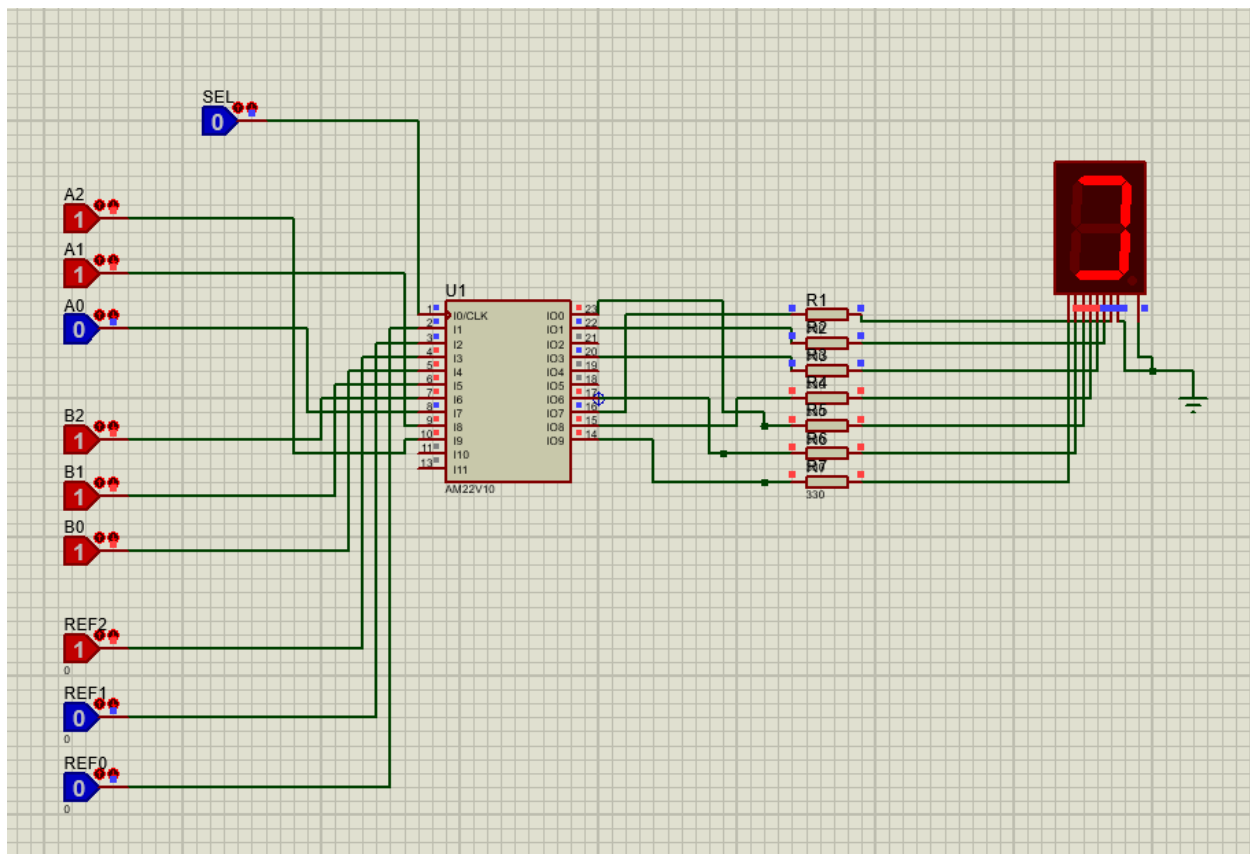 SEL
0
A2
1
A1
1
A0
0
B2
1
B1
1
B0
1
REF2
1
0
REF1
0
0
REF0
0
0
U1
1 I0/CLK
2 I1
3 I2
4 I3
5 I4
6 I5
7 I6
8 I7
9 I8
10 I9
11 I10
13 I11
IO0 23
IO1 22
IO2 21
IO3 20
IO4 19
IO5 18
IO6 17
IO7 16
IO8 15
IO9 14
AM22V10
R1
R2
R3
R4
R5
R6
R7
330